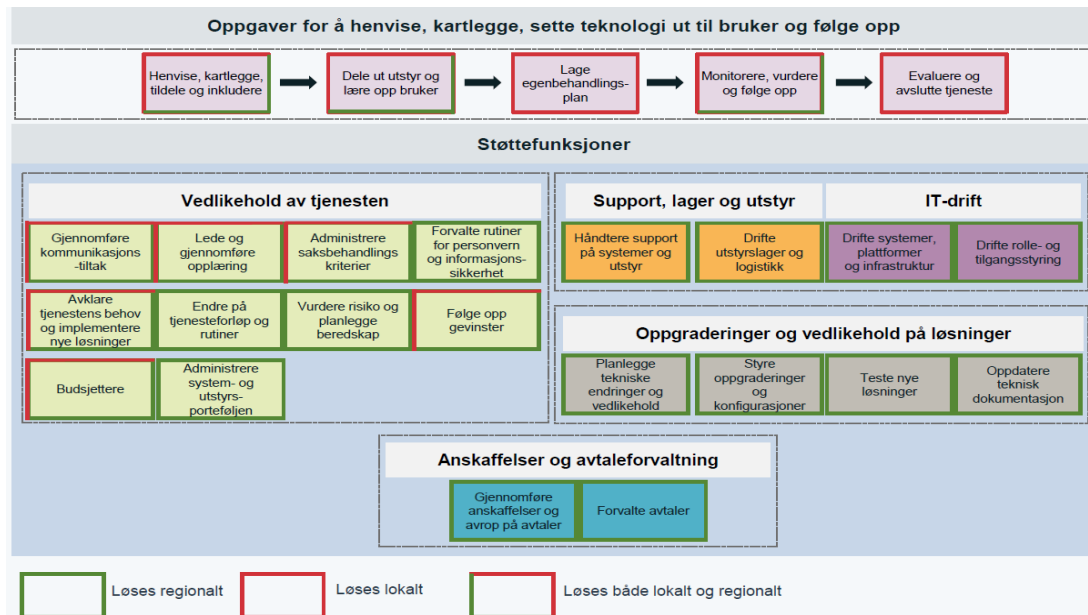 Oppgaver for å henvise, kartlegge, sette teknologi ut til bruker og følge opp
Henvise, kartlegge,
tildele og inkludere
Dele ut utstyr og
lære opp bruker
Lage
egenbehandlings-
plan
Monitorere, vurdere
og følge opp
Evaluere og
avslutte tjeneste
Støttefunksjoner
Vedlikehold av tjenesten
Gjennomføre
kommunikasjons
-tiltak
Lede og
gjennomføre
opplæring
Administrere
saksbehandlings
kriterier
Forvalte rutiner
for personvern
og informasjons-
sikkerhet
Avklare
tjenestens behov
og implementere
nye løsninger
Endre på
tjenesteforløp og
rutiner
Vurdere risiko og
planlegge
beredskap
Følge opp
gevinster
Budsjettere
Administrere
system- og
utstyrs-
porteføljen
Support, lager og utstyr
Håndtere support
på systemer og
utstyr
Drifte
utstyrslager og
logistikk
IT-drift
Drifte systemer,
plattformer
og infrastruktur
Drifte rolle- og
tilgangsstyring
Oppgraderinger og vedlikehold på løsninger
Planlegge
tekniske
endringer og
vedlikehold
Styre
oppgraderinger
og
konfigurasjoner
Teste nye
løsninger
Oppdatere
teknisk
dokumentasjon
Anskaffelser og avtaleforvaltning
Gjennomføre
anskaffelser og
avrop på avtaler
Forvalte avtaler
Løses regionalt
Løses lokalt
Løses både lokalt og regionalt